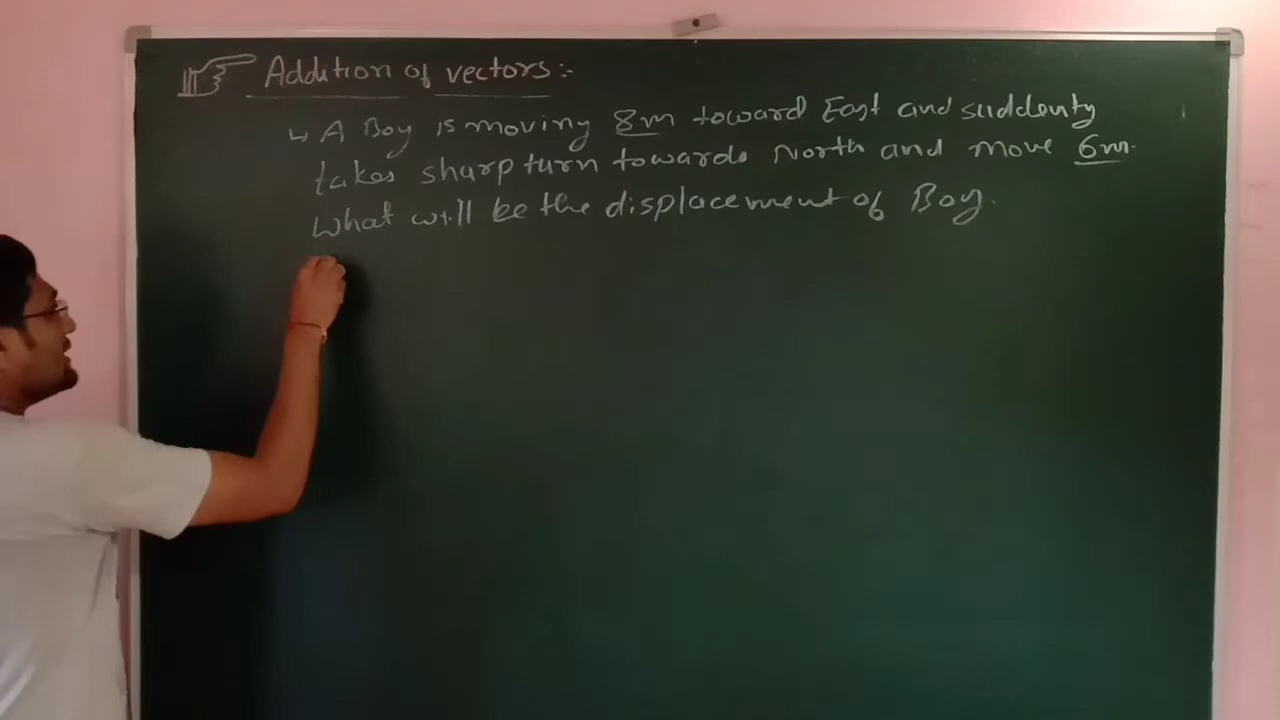 Addition of vectors:-
↳ A Boy is moving 8m toward East and suddenty
takes sharp turn towards North and move 6m.
What will be the displacement of Boy.